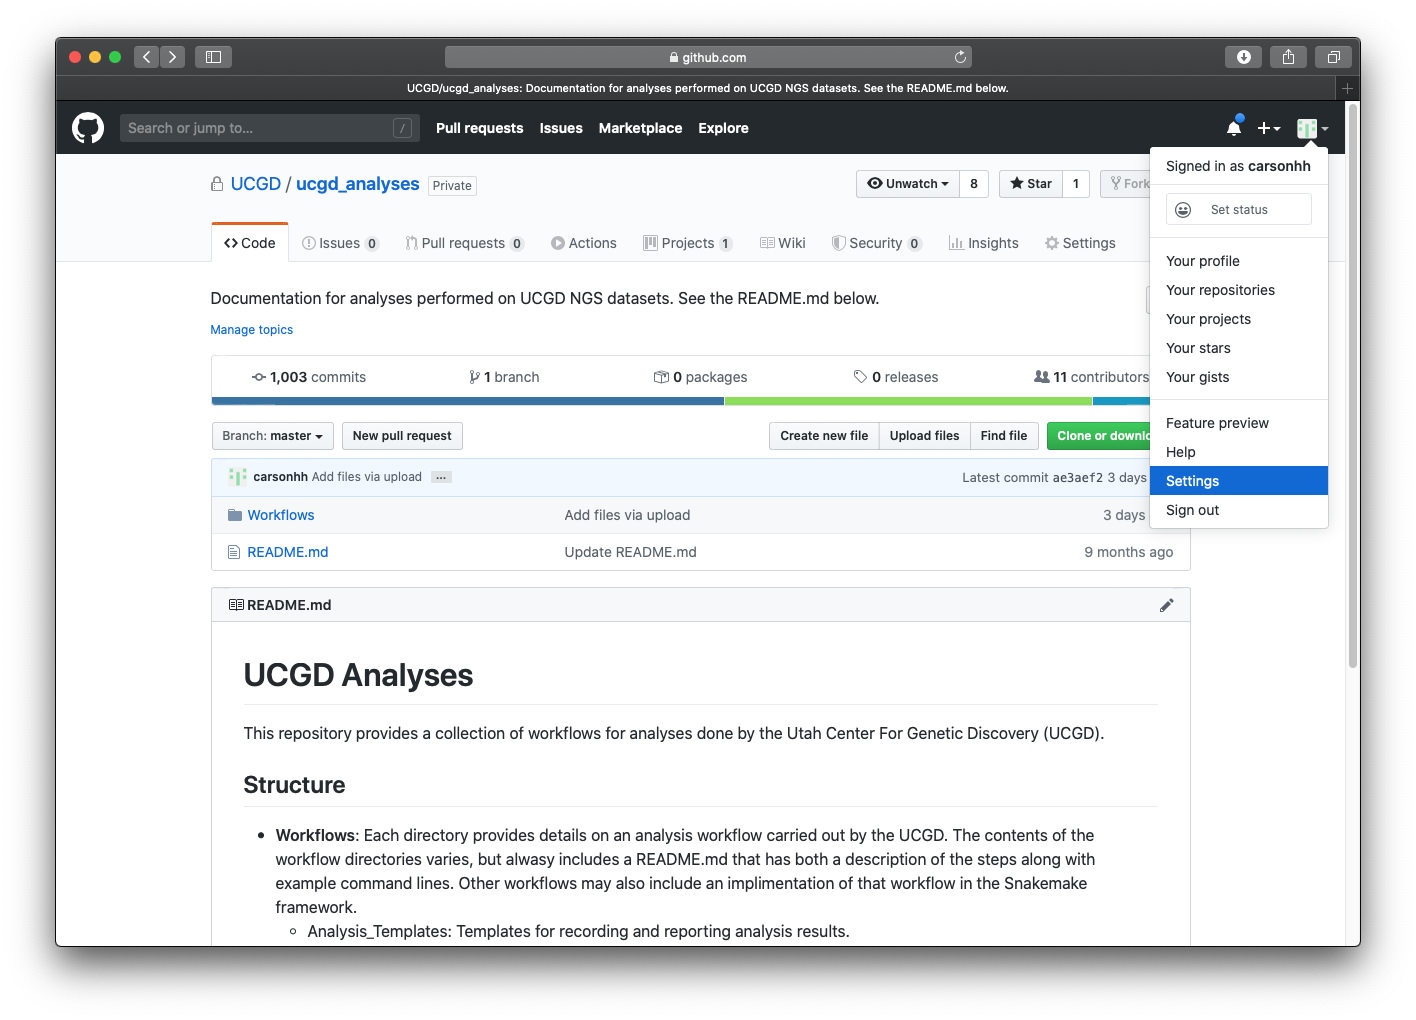 github.com
UCGD/ucgd_analyses: Documentation for analyses performed on UCGD NGS datasets. See the README.md below.
Search or jump to... /
Pull requests Issues Marketplace Explore
Signed in as carsonhh
UCGD / ucgd_analyses Private
Unwatch 8 Star 1 Fork
Set status
Code Issues 0 Pull requests 0 Actions Projects 1 Wiki Security 0 Insights Settings
Your profile
Your repositories
Your projects
Your stars
Your gists
Feature preview
Help
Settings
Sign out
Documentation for analyses performed on UCGD NGS datasets. See the README.md below.
Manage topics
1,003 commits 1 branch 0 packages 0 releases 11 contributors
Branch: master New pull request Create new file Upload files Find file Clone or downlo
carsonhh Add files via upload ... Latest commit ae3aef2 3 days
Workflows Add files via upload 3 days
README.md Update README.md 9 months ago
README.md
UCGD Analyses
This repository provides a collection of workflows for analyses done by the Utah Center For Genetic Discovery (UCGD).
Structure
• Workflows: Each directory provides details on an analysis workflow carried out by the UCGD. The contents of the
workflow directories varies, but alwasy includes a README.md that has both a description of the steps along with
example command lines. Other workflows may also include an implimentation of that workflow in the Snakemake
framework.
◦ Analysis_Templates: Templates for recording and reporting analysis results.